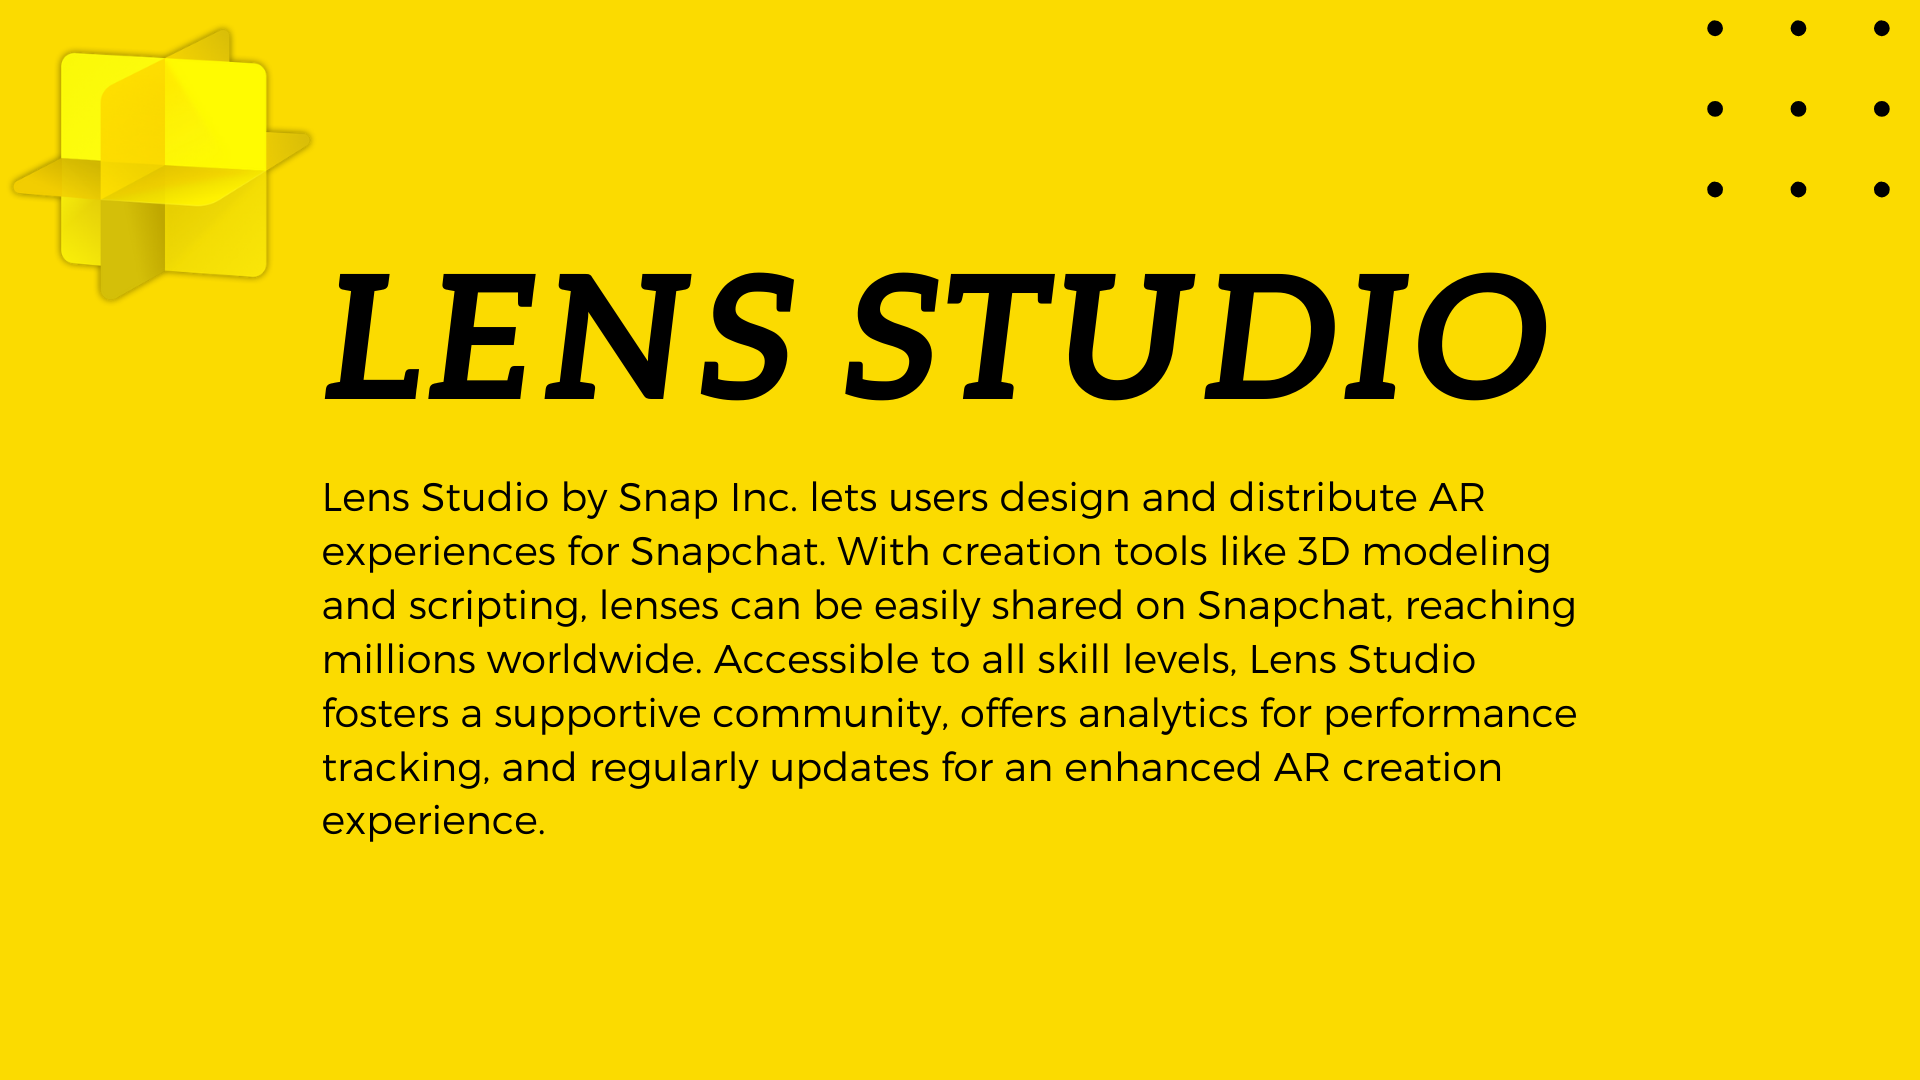 LENS STUDIO
Lens Studio by Snap Inc. lets users design and distribute AR
experiences for Snapchat. With creation tools like 3D modeling
and scripting, lenses can be easily shared on Snapchat, reaching
millions worldwide. Accessible to all skill levels, Lens Studio
fosters a supportive community, offers analytics for performance
tracking, and regularly updates for an enhanced AR creation
experience.